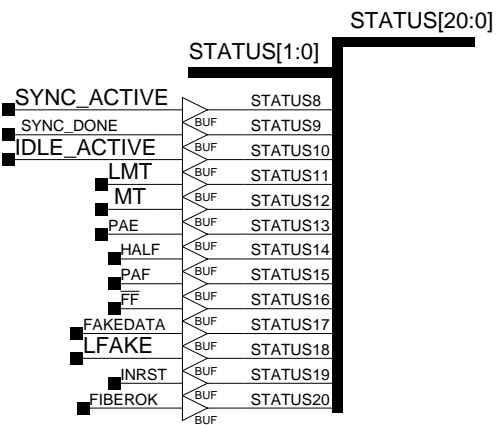 STATUS[20:0]
STATUS[1:0]
SYNC_ACTIVE STATUS8
BUF
SYNC_DONE STATUS9
BUF
IDLE_ACTIVE STATUS10
BUF
LMT STATUS11
BUF
MT STATUS12
BUF
PAE STATUS13
BUF
HALF STATUS14
BUF
PAF STATUS15
BUF
F̅F̅ STATUS16
BUF
FAKEDATA STATUS17
BUF
LFAKE STATUS18
BUF
INRST STATUS19
BUF
FIBEROK STATUS20
BUF